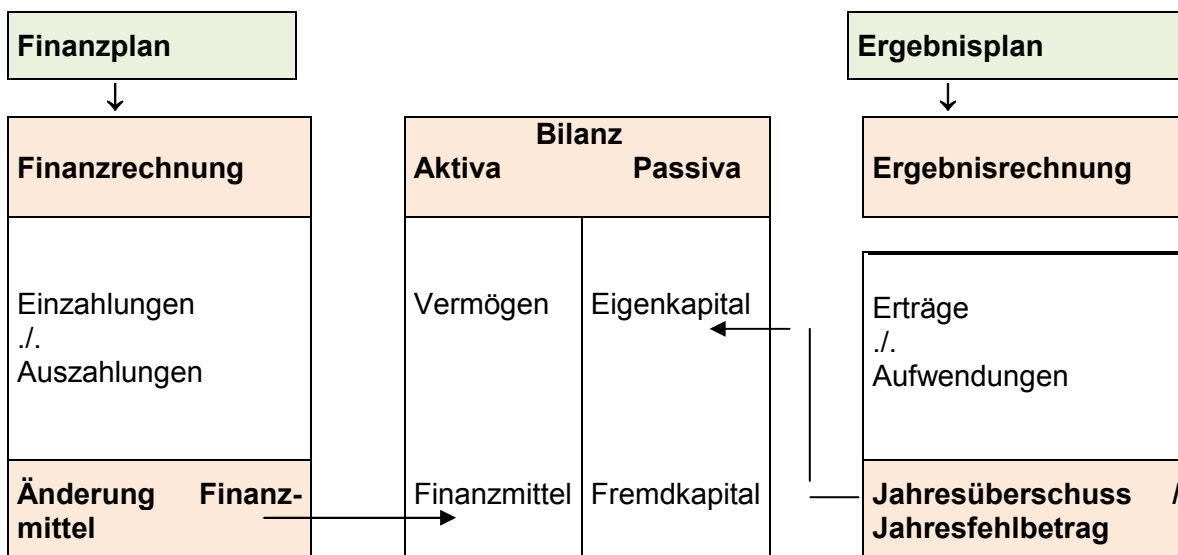 Finanzplan
Ergebnisplan
Finanzrechnung
Bilanz
Aktiva Passiva
Ergebnisrechnung
Einzahlungen
./.
Auszahlungen
Vermögen
Eigenkapital
Erträge
./.
Aufwendungen
Änderung Finanz-
mittel
Finanzmittel
Fremdkapital
Jahresüberschuss /
Jahresfehlbetrag